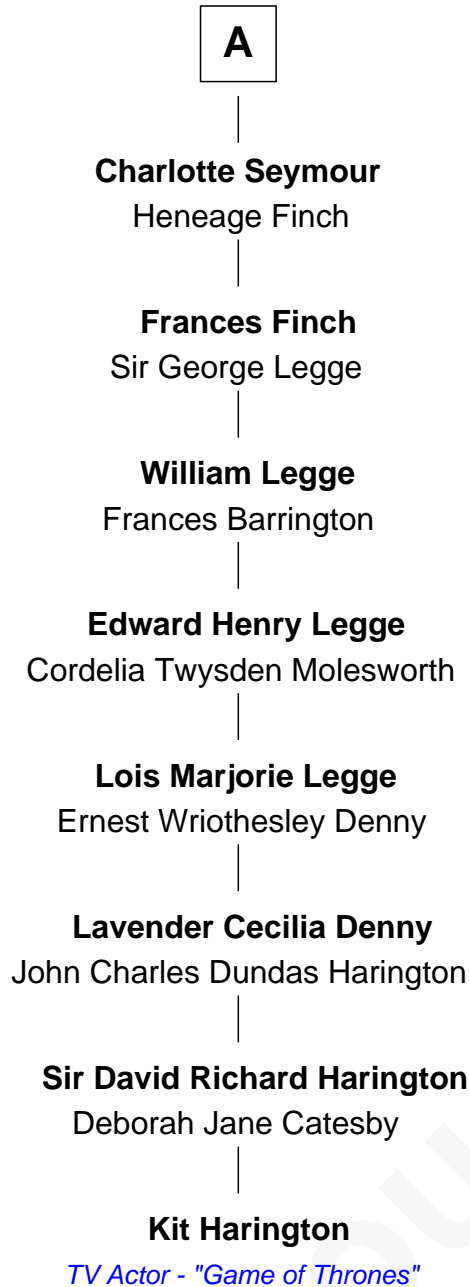 A
Charlotte Seymour
Heneage Finch
Frances Finch
Sir George Legge
William Legge
Frances Barrington
Edward Henry Legge
Cordelia Twysden Molesworth
Lois Marjorie Legge
Ernest Wriothesley Denny
Lavender Cecilia Denny
John Charles Dundas Harington
Sir David Richard Harington
Deborah Jane Catesby
Kit Harington
TV Actor - "Game of Thrones"